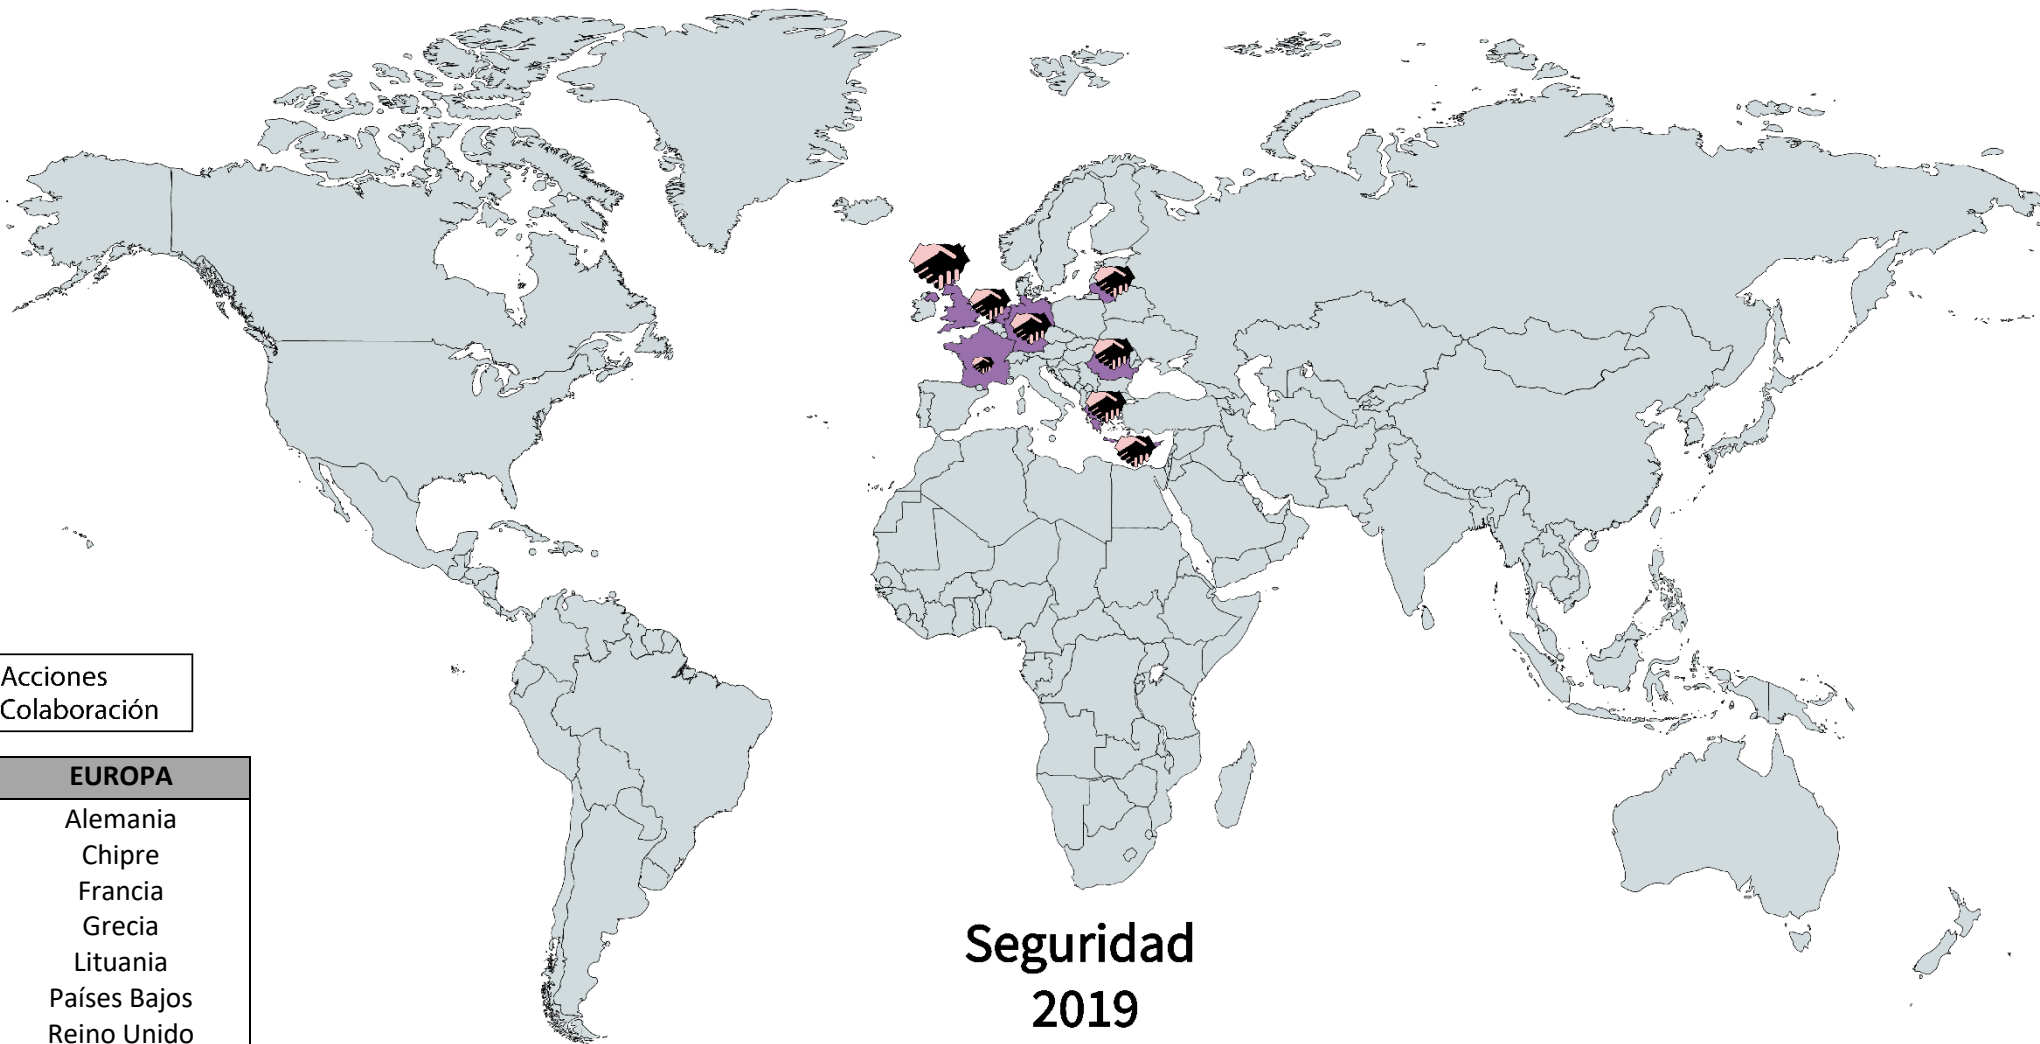 Acciones
Colaboración
EUROPA
Alemania
Chipre
Francia
Grecia
Lituania
Países Bajos
Reino Unido
Seguridad
2019